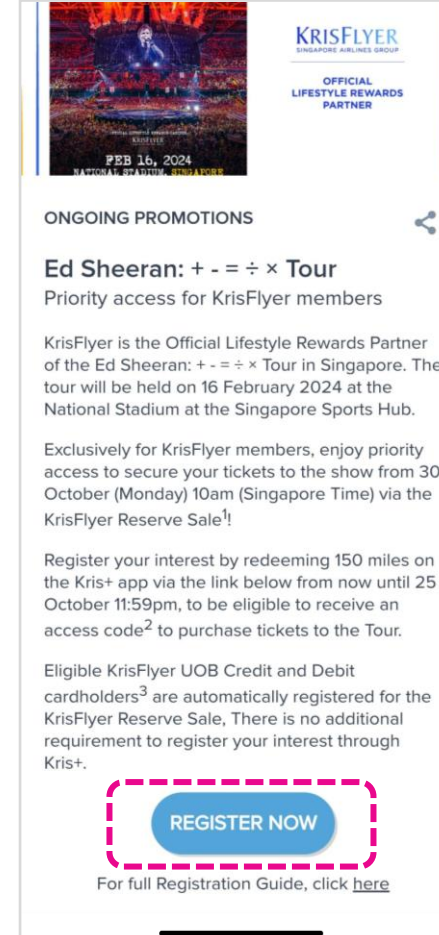 KRISFLYER
SINGAPORE AIRLINES GROUP
OFFICIAL
LIFESTYLE REWARDS
PARTNER
KRISFLYER
FEB 16, 2024
NATIONAL STADIUM, SINGAPORE
ONGOING PROMOTIONS
Ed Sheeran: + - = ÷ × Tour
Priority access for KrisFlyer members
KrisFlyer is the Official Lifestyle Rewards Partner
of the Ed Sheeran: + - = ÷ × Tour in Singapore. The
tour will be held on 16 February 2024 at the
National Stadium at the Singapore Sports Hub.
Exclusively for KrisFlyer members, enjoy priority
access to secure your tickets to the show from 30
October (Monday) 10am (Singapore Time) via the
KrisFlyer Reserve Sale¹!
Register your interest by redeeming 150 miles on
the Kris+ app via the link below from now until 25
October 11:59pm, to be eligible to receive an
access code² to purchase tickets to the Tour.
Eligible KrisFlyer UOB Credit and Debit
cardholders³ are automatically registered for the
KrisFlyer Reserve Sale, There is no additional
requirement to register your interest through
Kris+.
REGISTER NOW
For full Registration Guide, click here